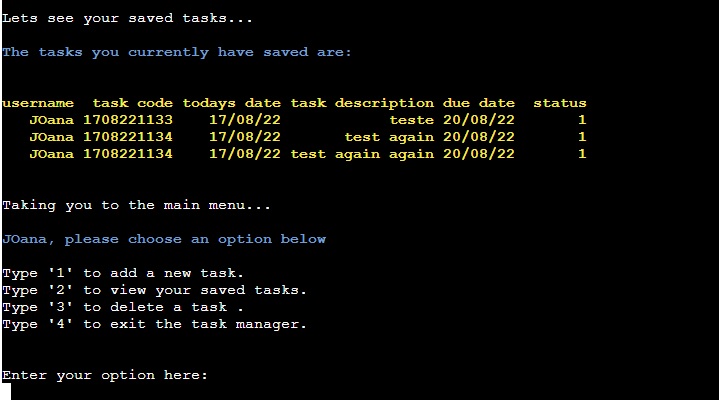 Lets see your saved tasks...
The tasks you currently have saved are:
username task code todays date task description due date status
JOana 1708221133 17/08/22 teste 20/08/22 1
JOana 1708221134 17/08/22 test again 20/08/22 1
JOana 1708221134 17/08/22 test again again 20/08/22 1
Taking you to the main menu...
JOana, please choose an option below
Type '1' to add a new task.
Type '2' to view your saved tasks.
Type '3' to delete a task .
Type '4' to exit the task manager.
Enter your option here: